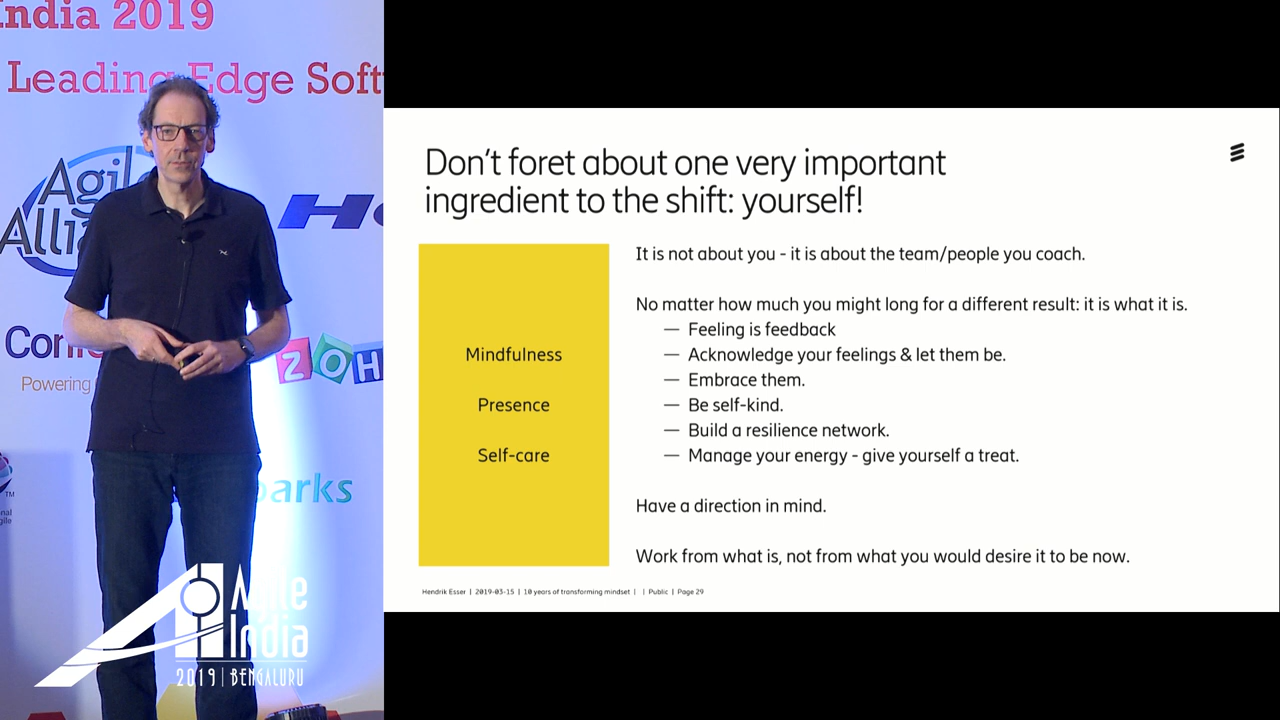 India 2019
Leading Edge Soft
Agile
Allia
Conf
Powering
ZOH
arks
TM
Agile
India
2019 | BENGALURU
Don't foret about one very important
ingredient to the shift: yourself!
Mindfulness
Presence
Self-care
It is not about you - it is about the team/people you coach.
No matter how much you might long for a different result: it is what it is.
— Feeling is feedback
— Acknowledge your feelings & let them be.
— Embrace them.
— Be self-kind.
— Build a resilience network.
— Manage your energy - give yourself a treat.
Have a direction in mind.
Work from what is, not from what you would desire it to be now.
Hendrik Esser | 2019-03-15 | 10 years of transforming mindset | | Public | Page 29